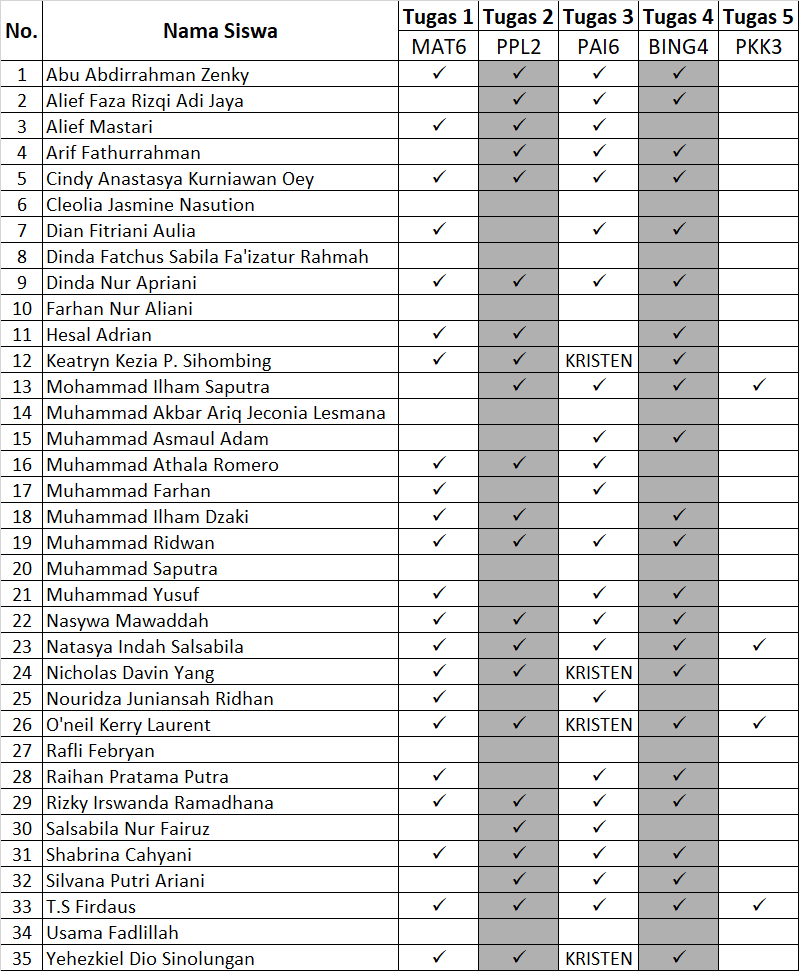 No. Nama Siswa Tugas 1 Tugas 2 Tugas 3 Tugas 4 Tugas 5
MAT6 PPL2 PAI6 BING4 PKK3
1 Abu Abdirrahman Zenky ✓ ✓ ✓ ✓
2 Alief Faza Rizqi Adi Jaya ✓ ✓ ✓
3 Alief Mastari ✓ ✓ ✓
4 Arif Fathurrahman ✓ ✓ ✓
5 Cindy Anastasya Kurniawan Oey ✓ ✓ ✓ ✓
6 Cleolia Jasmine Nasution
7 Dian Fitriani Aulia ✓ ✓ ✓
8 Dinda Fatchus Sabila Fa'izatur Rahmah
9 Dinda Nur Apriani ✓ ✓ ✓ ✓
10 Farhan Nur Aliani
11 Hesal Adrian ✓ ✓ ✓
12 Keatryn Kezia P. Sihombing ✓ ✓ KRISTEN ✓
13 Mohammad Ilham Saputra ✓ ✓ ✓ ✓
14 Muhammad Akbar Ariq Jeconia Lesmana
15 Muhammad Asmaul Adam ✓ ✓
16 Muhammad Athala Romero ✓ ✓ ✓
17 Muhammad Farhan ✓ ✓
18 Muhammad Ilham Dzaki ✓ ✓ ✓
19 Muhammad Ridwan ✓ ✓ ✓ ✓
20 Muhammad Saputra
21 Muhammad Yusuf ✓ ✓ ✓
22 Nasywa Mawaddah ✓ ✓ ✓ ✓
23 Natasya Indah Salsabila ✓ ✓ ✓ ✓ ✓
24 Nicholas Davin Yang ✓ ✓ KRISTEN ✓
25 Nouridza Juniansah Ridhan ✓ ✓
26 O'neil Kerry Laurent ✓ ✓ KRISTEN ✓ ✓
27 Rafli Febryan
28 Raihan Pratama Putra ✓ ✓ ✓
29 Rizky Irswanda Ramadhana ✓ ✓ ✓ ✓
30 Salsabila Nur Fairuz ✓ ✓
31 Shabrina Cahyani ✓ ✓ ✓ ✓
32 Silvana Putri Ariani ✓ ✓ ✓
33 T.S Firdaus ✓ ✓ ✓ ✓ ✓
34 Usama Fadlillah
35 Yehezkiel Dio Sinolungan ✓ ✓ KRISTEN ✓